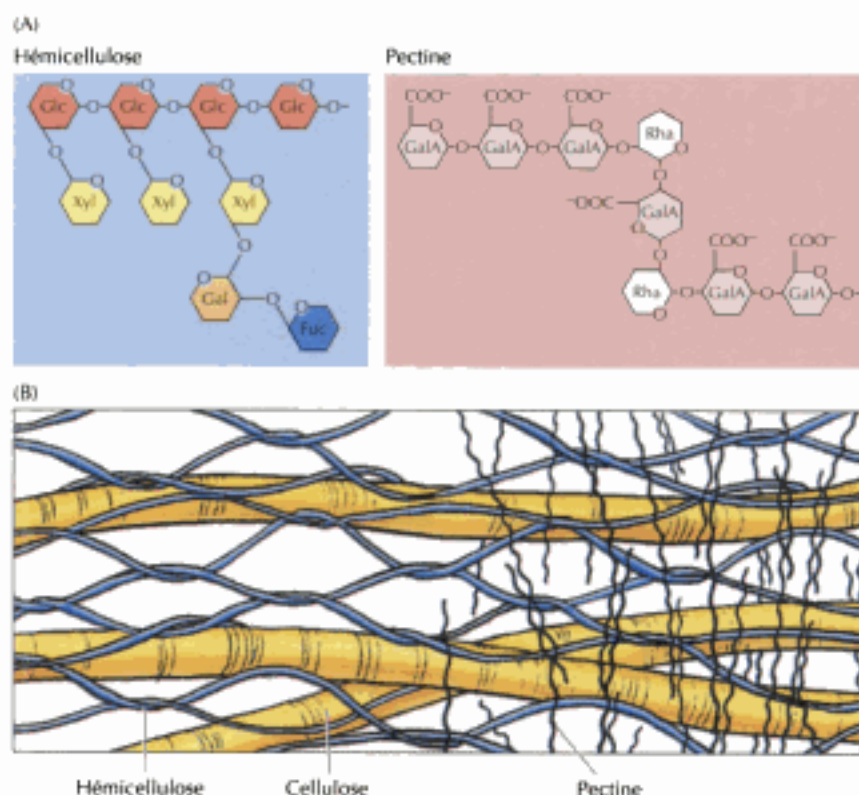 (A)
Hémicellulose
Pectine
Glc O Glc O Glc O Glc O
O O O
Xyl Xyl Xyl
O
Gal O Fuc
COO⁻ COO⁻ COO⁻
GalA O GalA O GalA O Rha
O
⁻OOC GalA
O
COO⁻ COO⁻
Rha O GalA O GalA O
(B)
Hémicellulose
Cellulose
Pectine